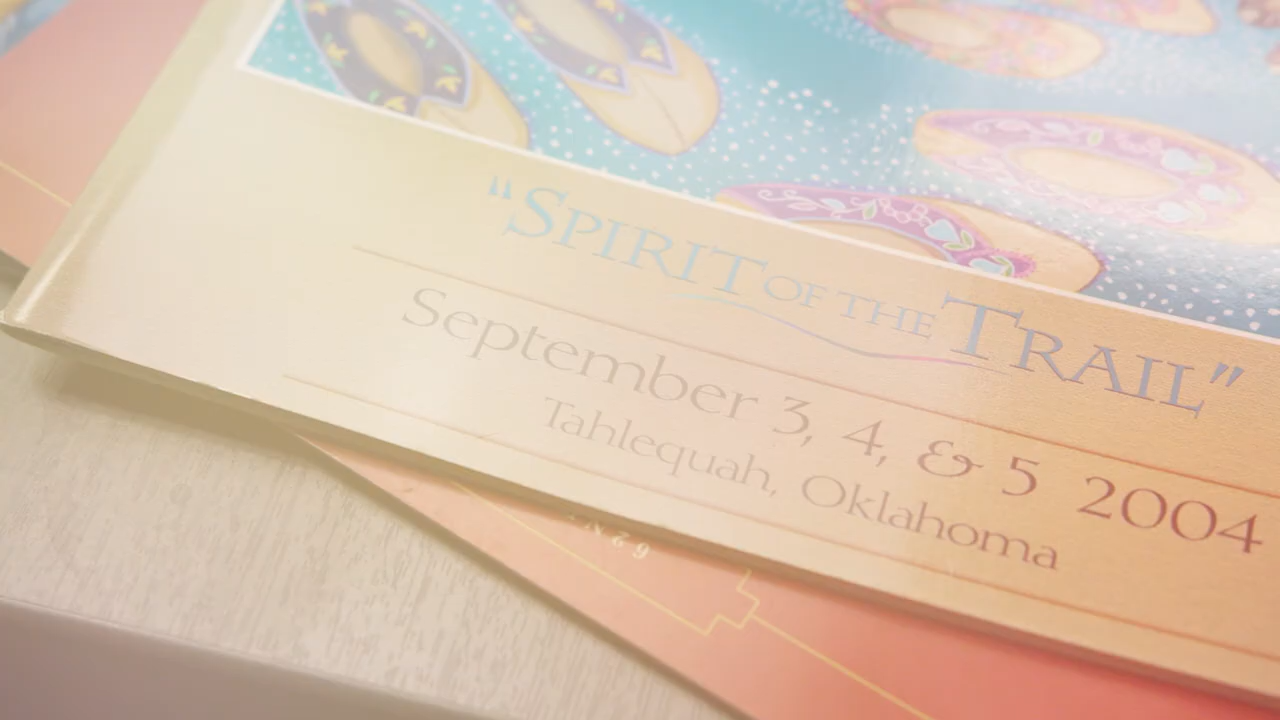 “SPIRIT OF THE TRAIL”
September 3, 4, & 5 2004
Tahlequah, Oklahoma